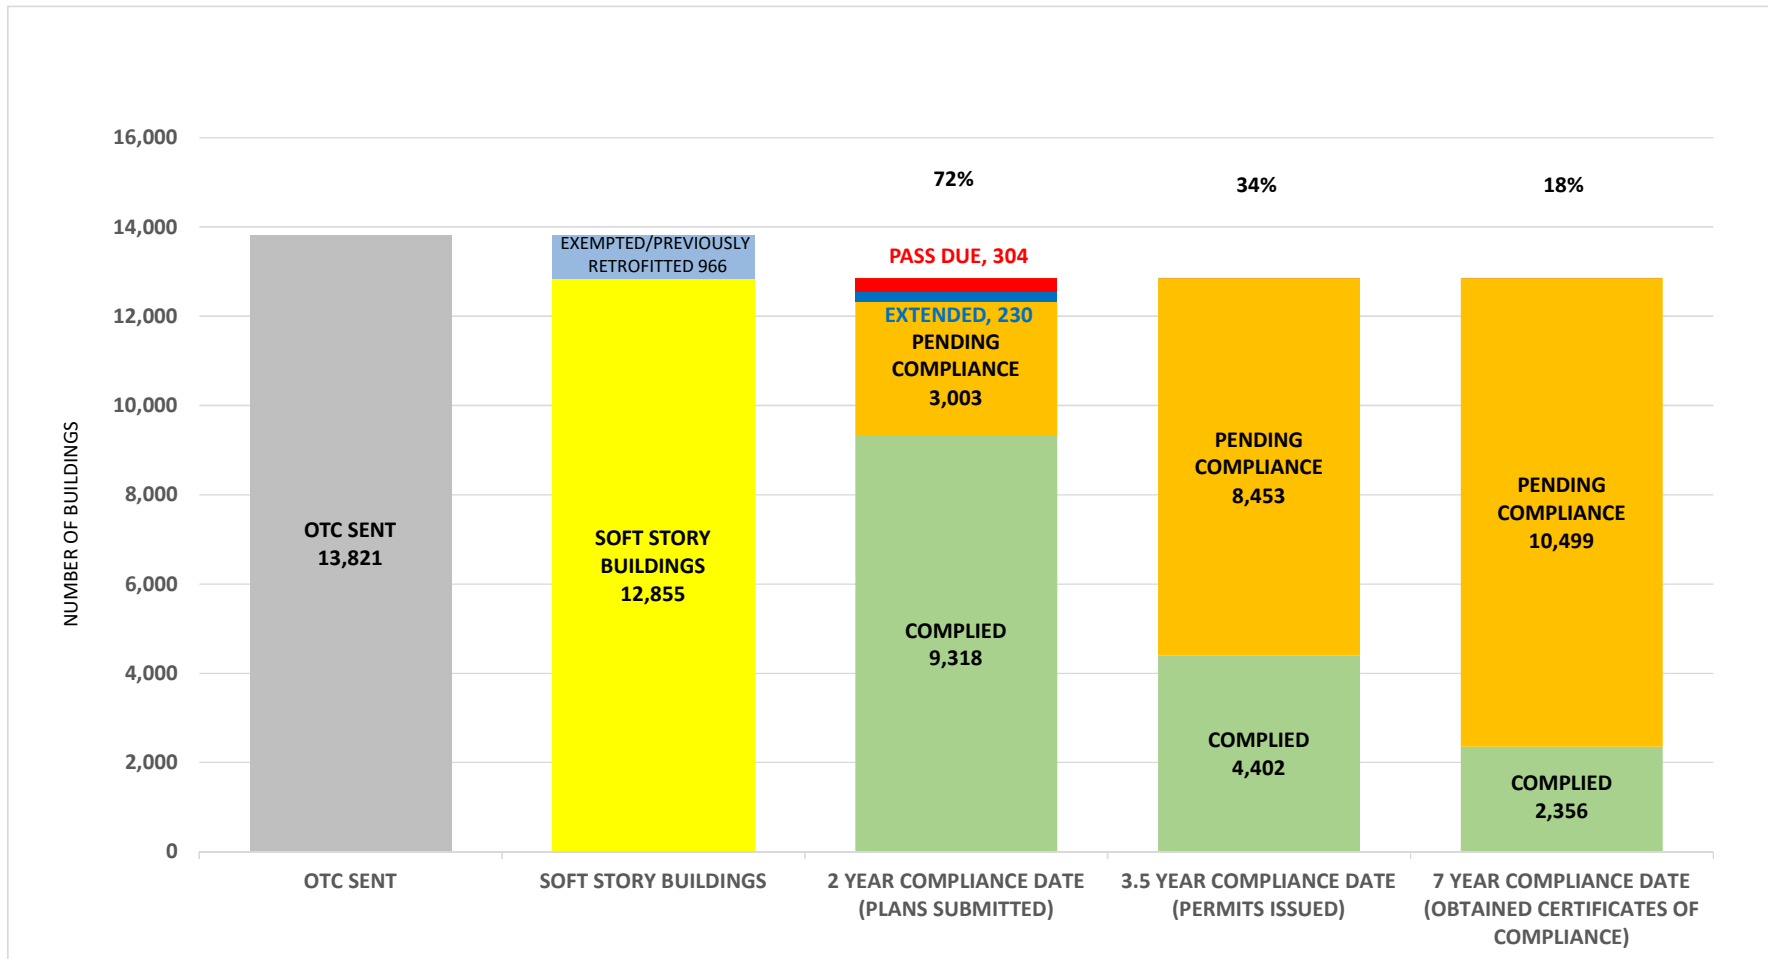 72%
34%
18%
16,000
14,000
12,000
10,000
8,000
6,000
4,000
2,000
0
NUMBER OF BUILDINGS
OTC SENT
13,821
EXEMPTED/PREVIOUSLY
RETROFITTED 966
SOFT STORY
BUILDINGS
12,855
PASS DUE, 304
EXTENDED, 230
PENDING
COMPLIANCE
3,003
COMPLIED
9,318
PENDING
COMPLIANCE
8,453
COMPLIED
4,402
PENDING
COMPLIANCE
10,499
COMPLIED
2,356
OTC SENT
SOFT STORY BUILDINGS
2 YEAR COMPLIANCE DATE
(PLANS SUBMITTED)
3.5 YEAR COMPLIANCE DATE
(PERMITS ISSUED)
7 YEAR COMPLIANCE DATE
(OBTAINED CERTIFICATES OF
COMPLIANCE)